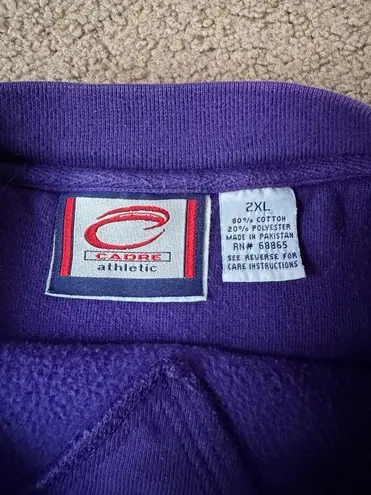 CADRE
athletic
2XL
80% COTTON
20% POLYESTER
MADE IN PAKISTAN
RN# 68865
SEE REVERSE FOR
CARE INSTRUCTIONS